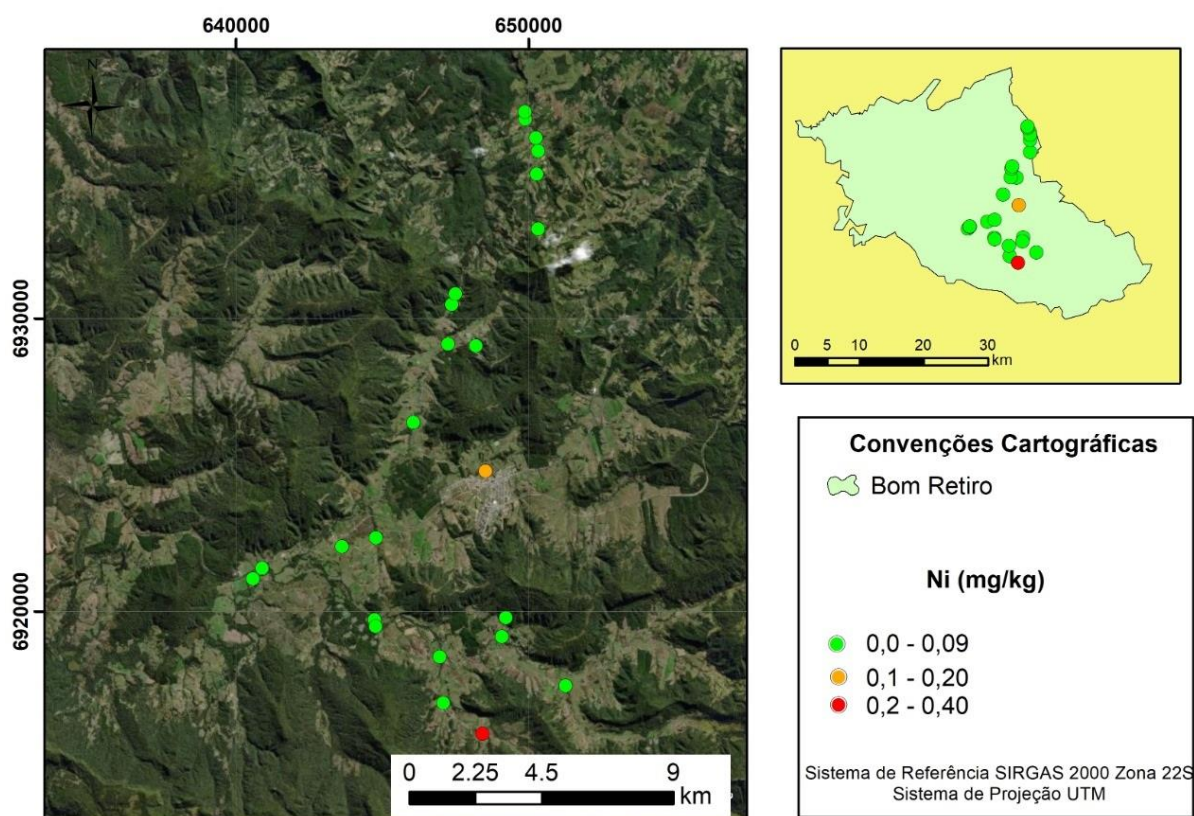 640000 650000
N
6930000
6920000
0 2.25 4.5 9
km
0 5 10 20 30
km
Convenções Cartográficas
Bom Retiro
Ni (mg/kg)
0,0 - 0,09
0,1 - 0,20
0,2 - 0,40
Sistema de Referência SIRGAS 2000 Zona 22S
Sistema de Projeção UTM